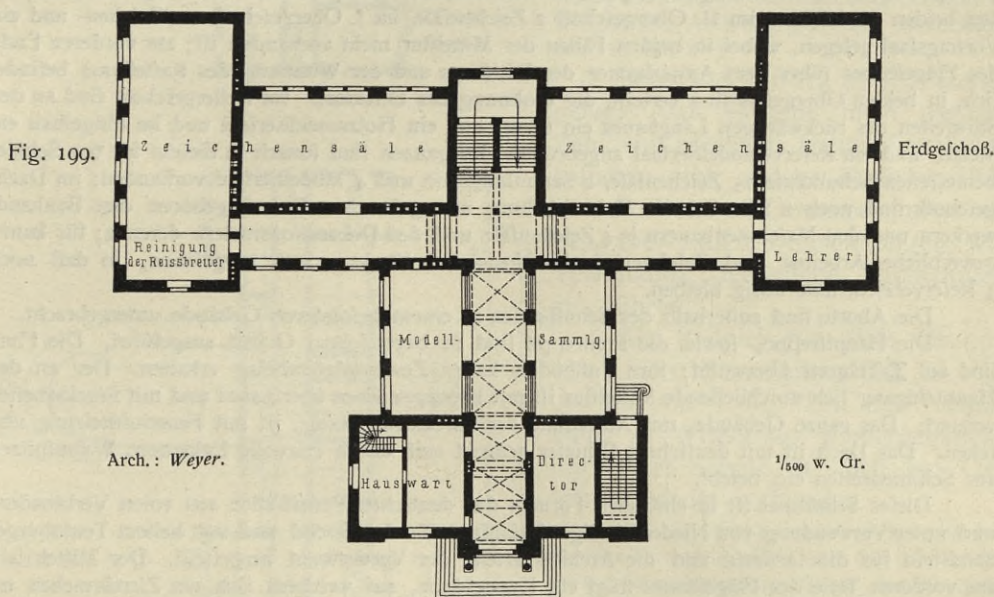 Fig. 199.
Zeichensäle
Zeichensäle
Erdgeſchoß.
Reinigung
der Reissbretter
Lehrer.
Modell-
Sammlg.
Arch.: Weyer.
Hauswart
Direc-
tor
1/500 w. Gr.